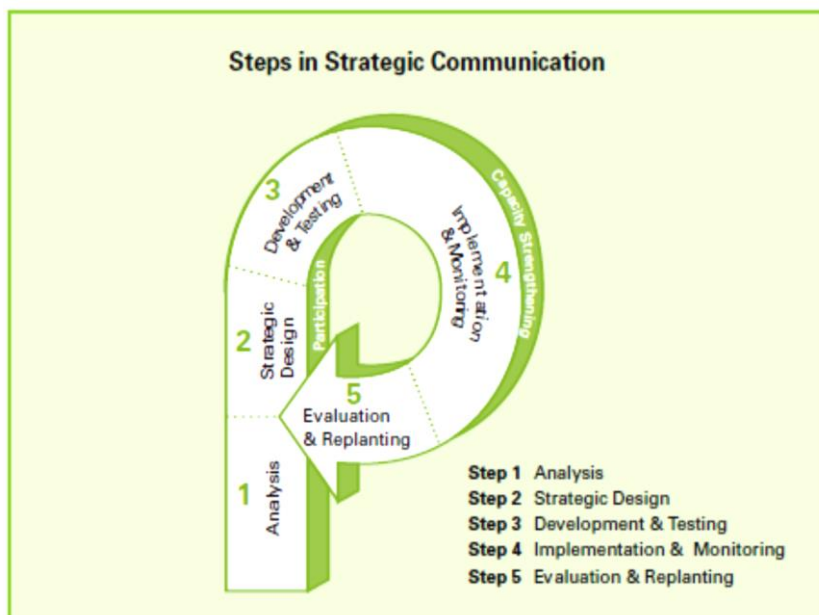 Steps in Strategic Communication
3
Development
& Testing
Capacity Strengthening
Implementation
& Monitoring
4
Participation
2
Strategic
Design
5
Evaluation
& Replanting
1
Analysis
Step 1 Analysis
Step 2 Strategic Design
Step 3 Development & Testing
Step 4 Implementation & Monitoring
Step 5 Evaluation & Replanting